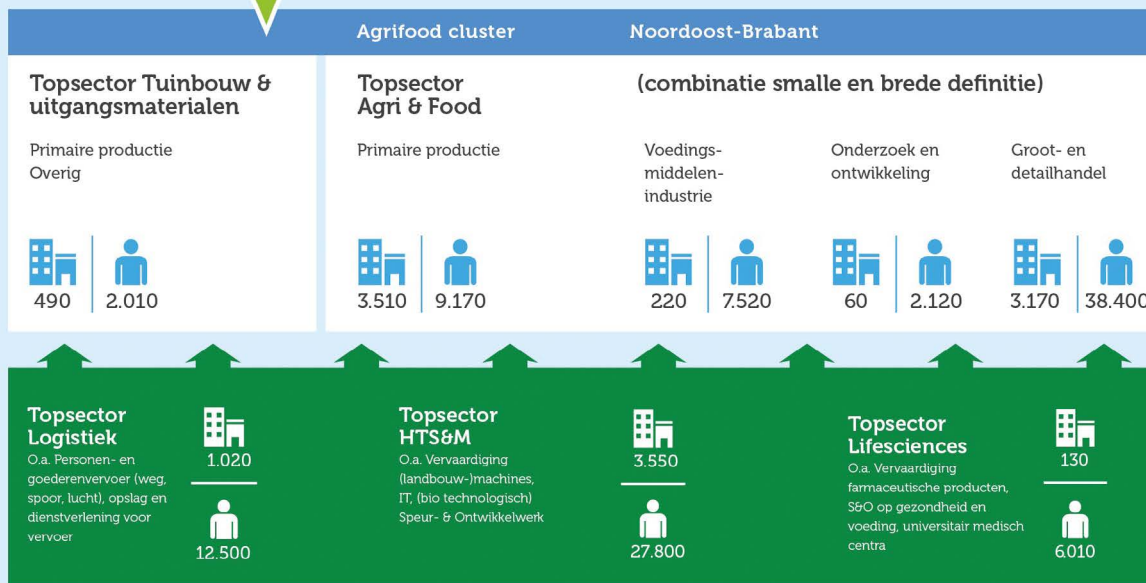 Agrifood cluster
Noordoost-Brabant
Topsector Tuinbouw &
uitgangsmaterialen
Primaire productie
Overig
490
2.010
Topsector
Agri & Food
Primaire productie
3.510
9.170
(combinatie smalle en brede definitie)
Voedings-
middelen-
industrie
220
7.520
Onderzoek en
ontwikkeling
60
2.120
Groot- en
detailhandel
3.170
38.400
Topsector
Logistiek
O.a. Personen- en
goederenvervoer (weg,
spoor, lucht), opslag en
dienstverlening voor
vervoer
1.020
12.500
Topsector
HTS&M
O.a. Vervaardiging
(landbouw-)machines,
IT, (bio technologisch)
Speur- & Ontwikkelwerk
3.550
27.800
Topsector
Lifesciences
O.a. Vervaardiging
farmaceutische producten,
S&O op gezondheid en
voeding, universitair medisch
centra
130
6.010